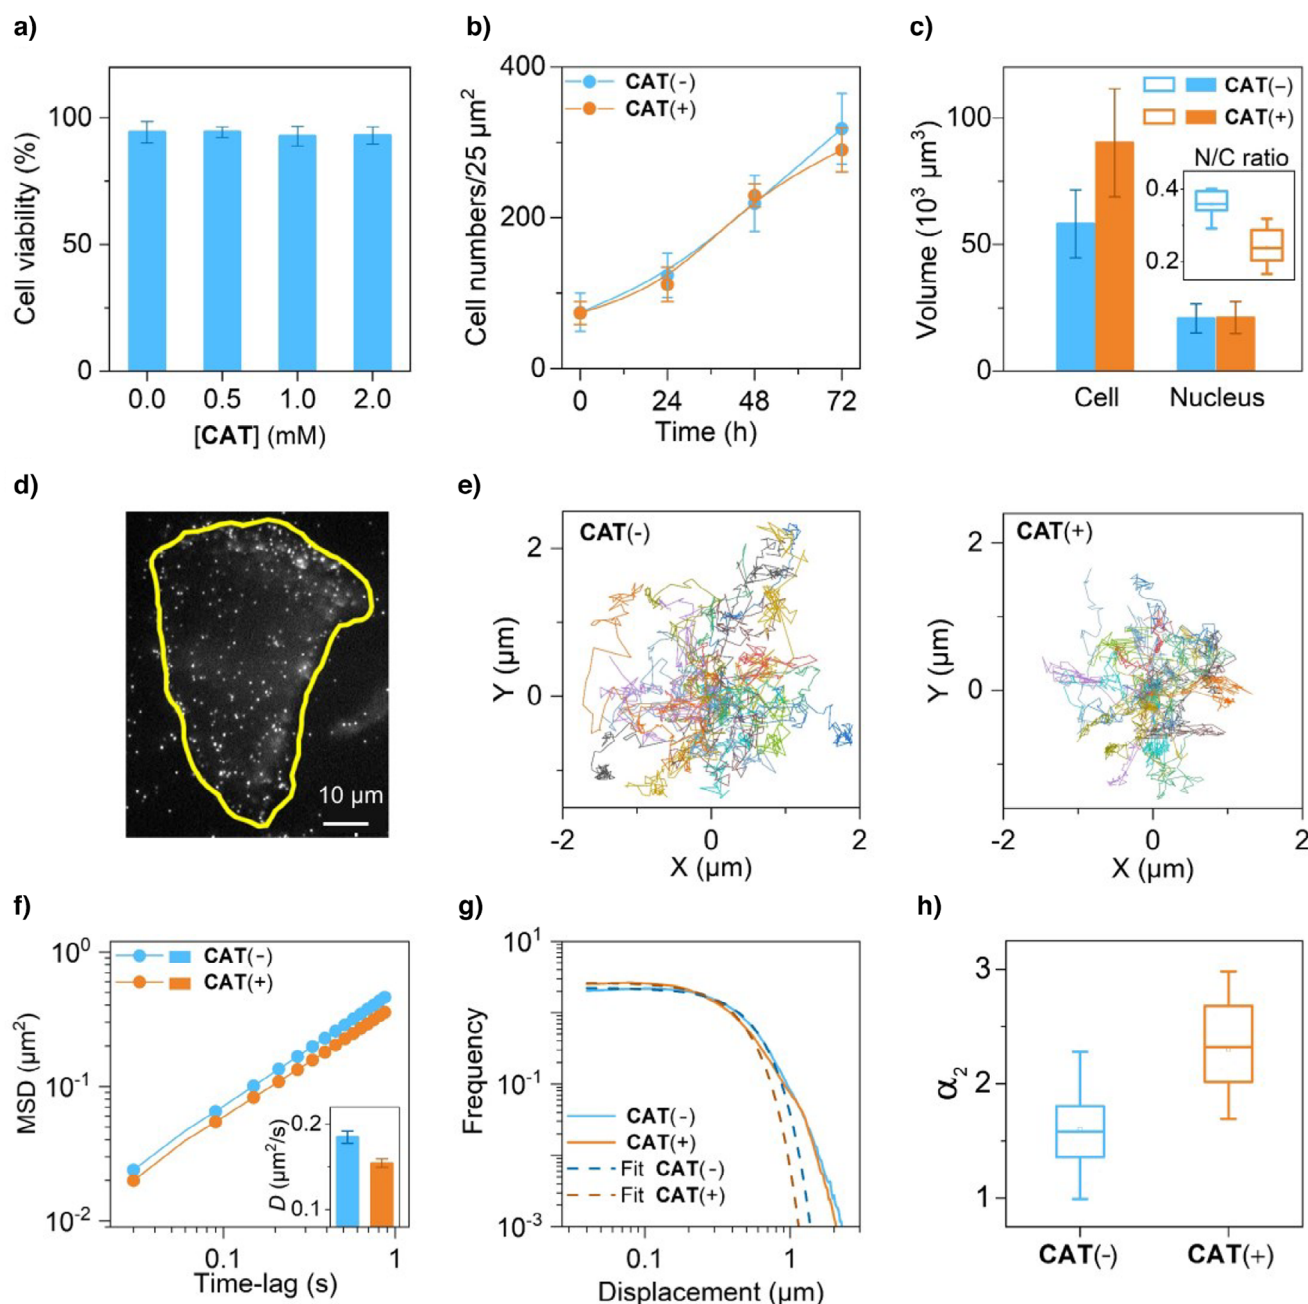 a)
Cell viability (%)
100
50
0
0.0 0.5 1.0 2.0
[CAT] (mM)
b)
Cell numbers/25 µm²
400
200
0
CAT(-)
CAT(+)
0 24 48 72
Time (h)
c)
Volume (10³ µm³)
100
50
0
CAT(–)
CAT(+)
N/C ratio
0.4
0.2
Cell Nucleus
d)
10 µm
e)
CAT(-)
Y (µm)
2
0
-2 0 2
X (µm)
CAT(+)
Y (µm)
2
0
-2 0 2
X (µm)
f)
MSD (µm²)
10⁰
10⁻¹
10⁻²
CAT(-)
CAT(+)
D (µm²/s)
0.2
0.1
0.1 1
Time-lag (s)
g)
Frequency
10¹
10⁰
10⁻¹
10⁻²
10⁻³
CAT(-)
CAT(+)
Fit CAT(-)
Fit CAT(+)
0.1 1
Displacement (µm)
h)
α₂
3
2
1
CAT(-) CAT(+)